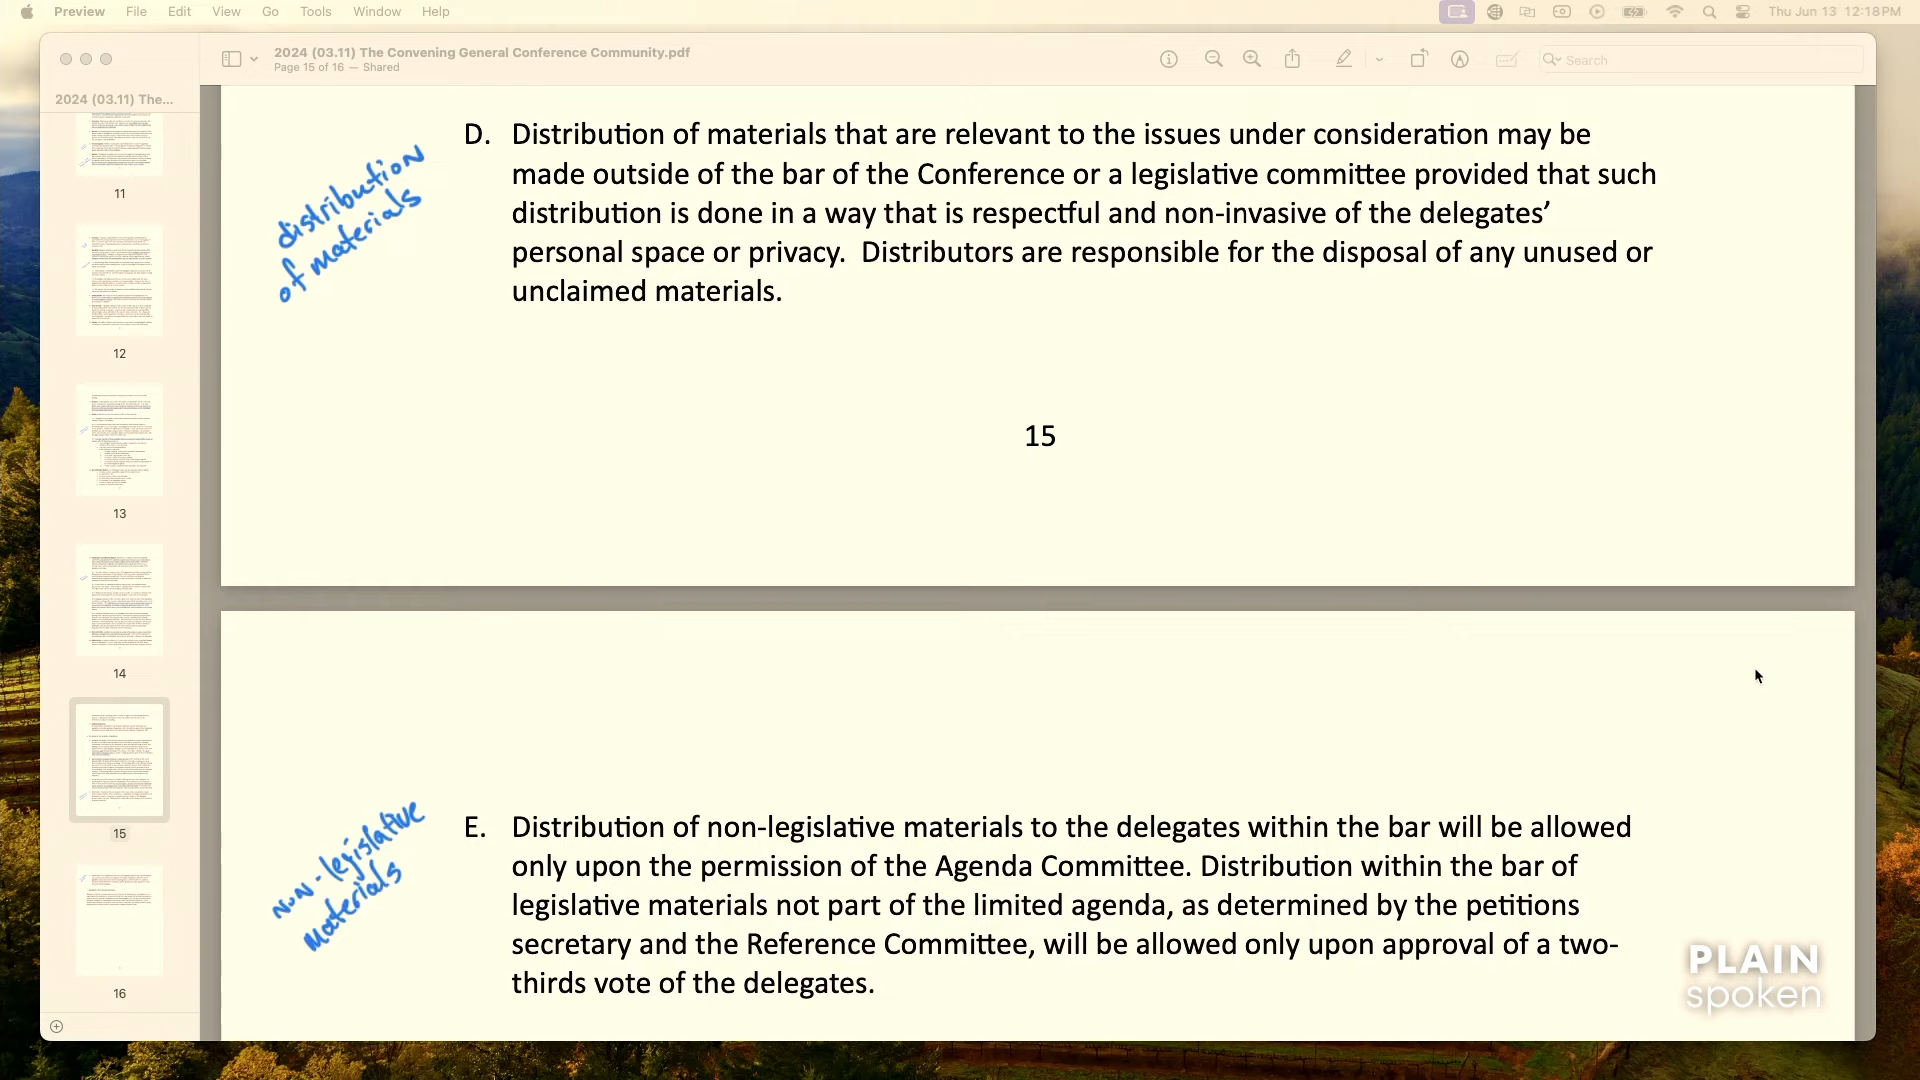 Preview File Edit View Go Tools Window Help
Thu Jun 13 12:18 PM
2024 (03.11) The Convening General Conference Community.pdf
Page 15 of 16 — Shared
Search
2024 (03.11) The...
11
12
13
14
15
16
distribution
of materials
D. Distribution of materials that are relevant to the issues under consideration may be
made outside of the bar of the Conference or a legislative committee provided that such
distribution is done in a way that is respectful and non-invasive of the delegates’
personal space or privacy. Distributors are responsible for the disposal of any unused or
unclaimed materials.
15
non-legislative
materials
E. Distribution of non-legislative materials to the delegates within the bar will be allowed
only upon the permission of the Agenda Committee. Distribution within the bar of
legislative materials not part of the limited agenda, as determined by the petitions
secretary and the Reference Committee, will be allowed only upon approval of a two-
thirds vote of the delegates.
PLAIN
spoken